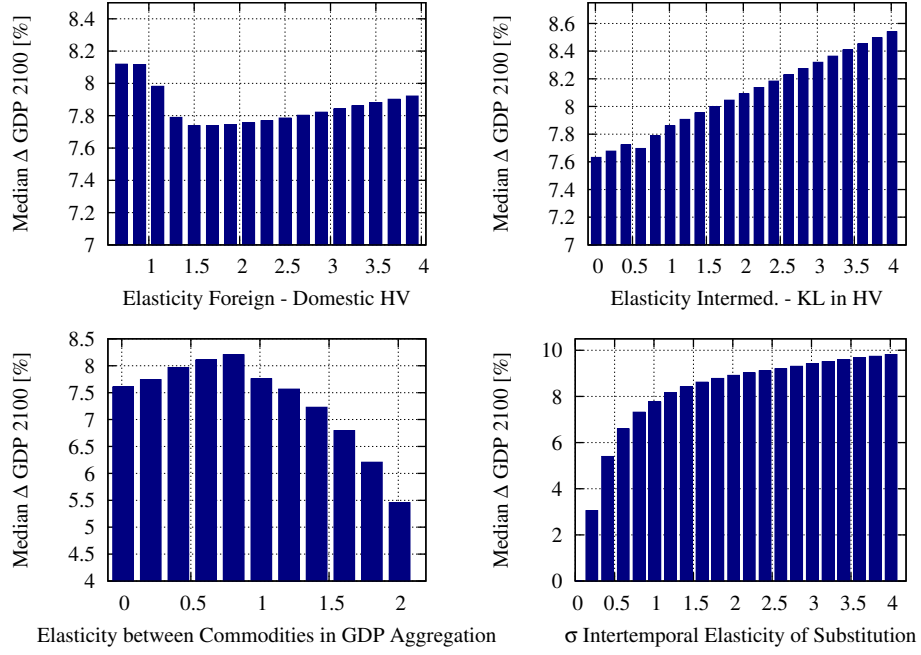 Median Δ GDP 2100 [%]
8.4
8.2
8
7.8
7.6
7.4
7.2
7
1 1.5 2 2.5 3 3.5 4
Elasticity Foreign - Domestic HV
Median Δ GDP 2100 [%]
8.6
8.4
8.2
8
7.8
7.6
7.4
7.2
7
0 0.5 1 1.5 2 2.5 3 3.5 4
Elasticity Intermed. - KL in HV
Median Δ GDP 2100 [%]
8.5
8
7.5
7
6.5
6
5.5
5
4.5
4
0 0.5 1 1.5 2
Elasticity between Commodities in GDP Aggregation
Median Δ GDP 2100 [%]
10
8
6
4
2
0
0.5 1 1.5 2 2.5 3 3.5 4
σ Intertemporal Elasticity of Substitution